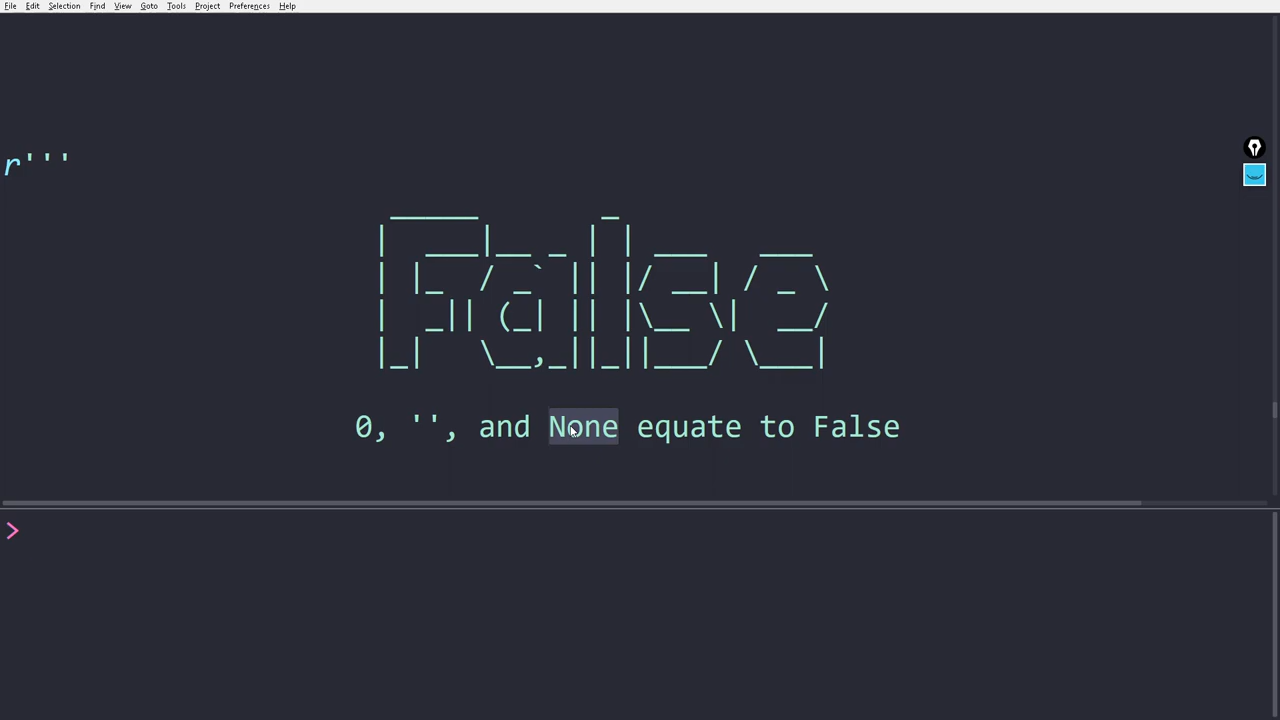 File Edit Selection Find View Goto Tools Project Preferences Help
r'''
False
0, '', and None equate to False
>